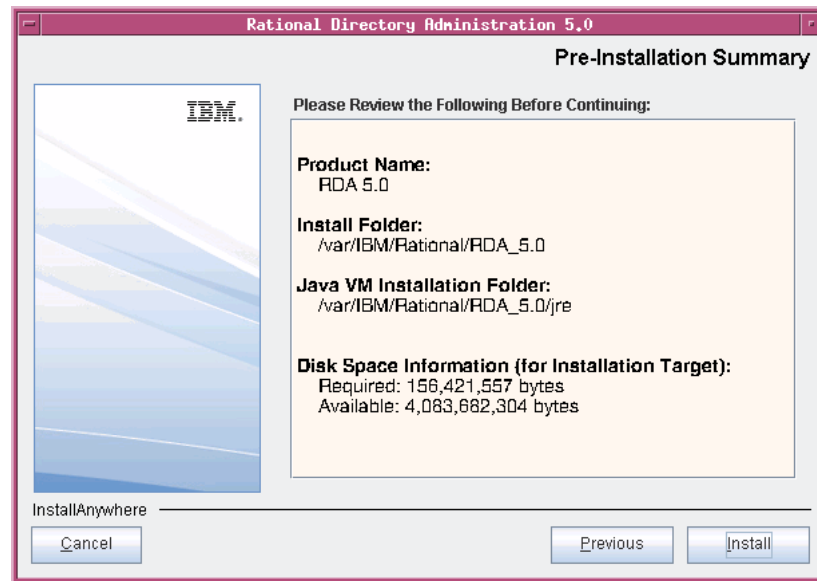 Rational Directory Administration 5.0
Pre-Installation Summary
IBM.
Please Review the Following Before Continuing:
Product Name:
RDA 5.0
Install Folder:
/var/IBM/Rational/RDA_5.0
Java VM Installation Folder:
/var/IBM/Rational/RDA_5.0/jre
Disk Space Information (for Installation Target):
Required: 156,421,557 bytes
Available: 4,083,682,304 bytes
InstallAnywhere
Cancel
Previous
Install